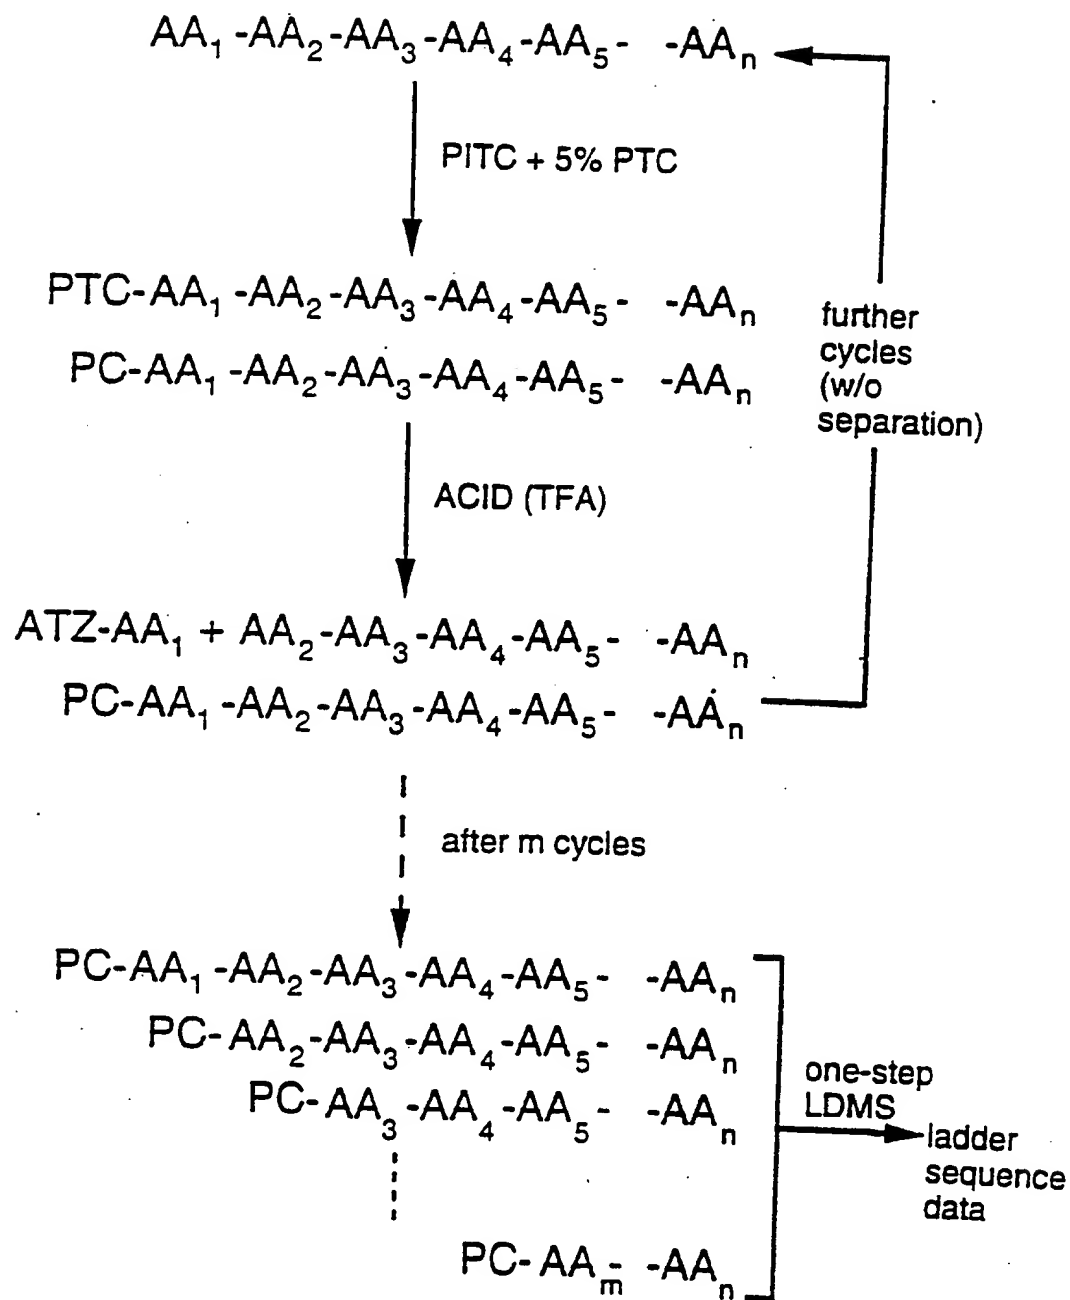 AA₁ -AA₂-AA₃-AA₄-AA₅-  -AAₙ
PITC + 5% PTC
PTC-AA₁ -AA₂-AA₃-AA₄-AA₅-  -AAₙ
PC-AA₁ -AA₂-AA₃-AA₄-AA₅-  -AAₙ
further
cycles
(w/o
separation)
ACID (TFA)
ATZ-AA₁ + AA₂-AA₃-AA₄-AA₅-  -AAₙ
PC-AA₁ -AA₂-AA₃-AA₄-AA₅-  -AAₙ
after m cycles
PC-AA₁ -AA₂-AA₃-AA₄-AA₅-  -AAₙ
PC-AA₂-AA₃-AA₄-AA₅-  -AAₙ
PC-AA₃-AA₄-AA₅-  -AAₙ
PC-AAₘ-  -AAₙ
one-step
LDMS
ladder
sequence
data